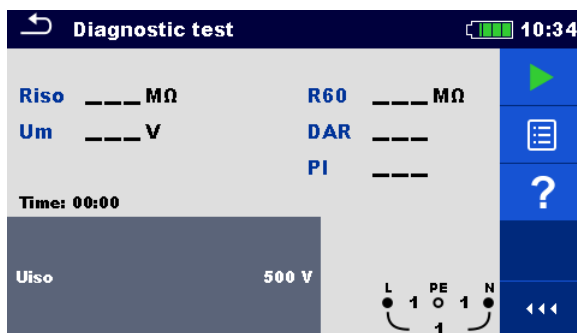 Diagnostic test 10:34
Riso ___MΩ R60 ___MΩ
Um ___V DAR ___
PI ___
Time: 00:00
?
Uiso 500 V
L PE N
1 1
1